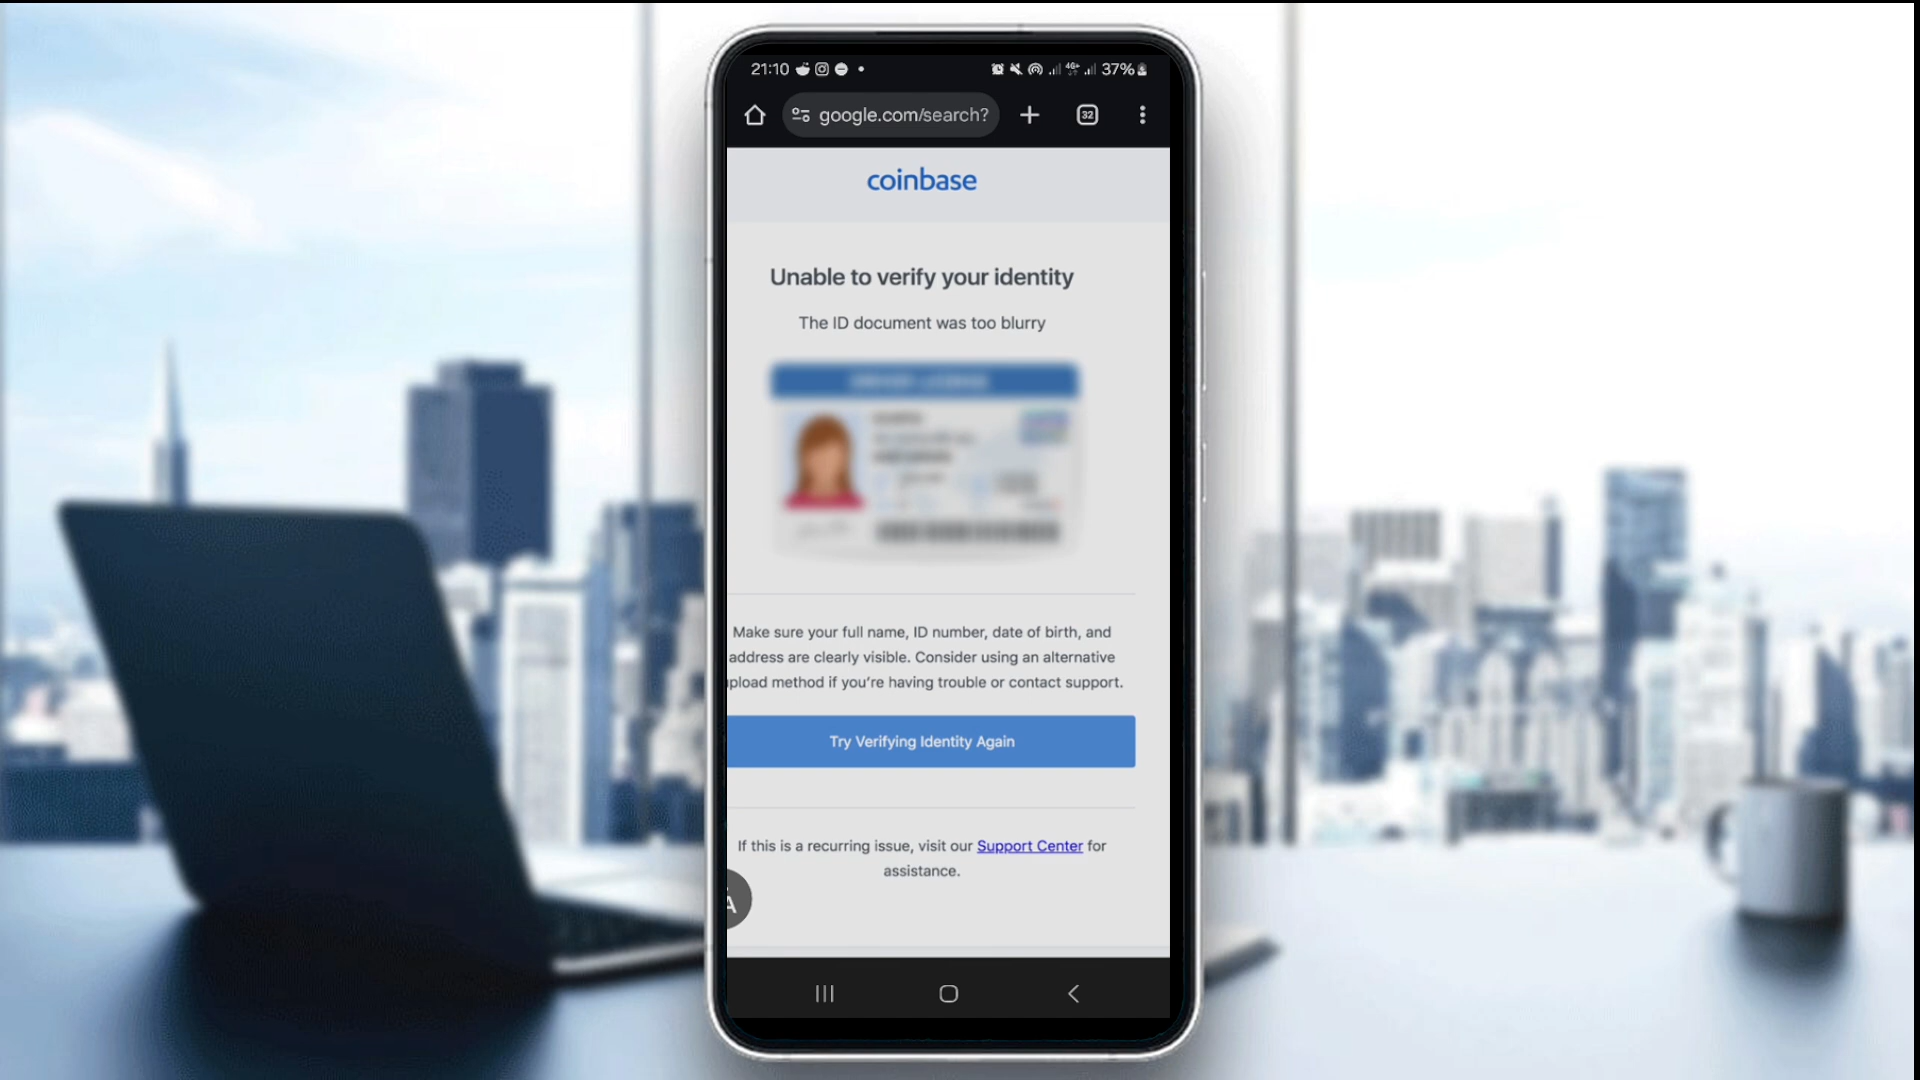 21:10
4G+
37%
google.com/search?
32
coinbase
Unable to verify your identity
The ID document was too blurry
Make sure your full name, ID number, date of birth, and
address are clearly visible. Consider using an alternative
pload method if you're having trouble or contact support.
Try Verifying Identity Again
If this is a recurring issue, visit our Support Center for
assistance.
A